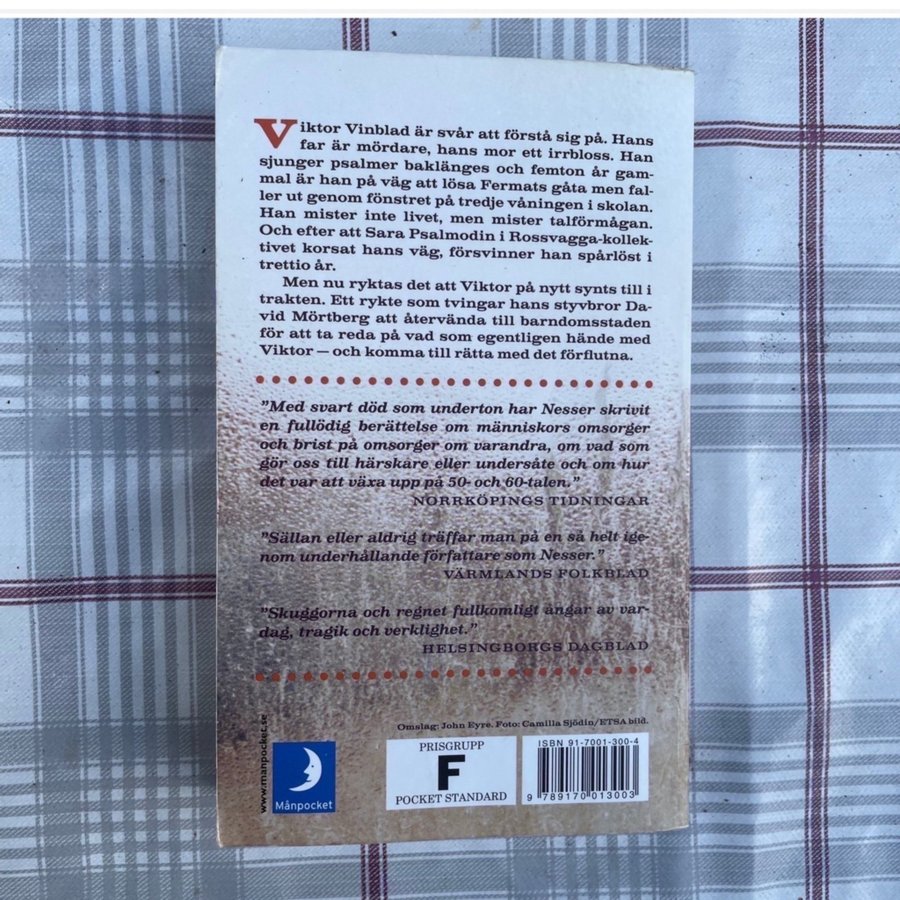 Viktor Vinblad är svår att förstå sig på. Hans
far är mördare, hans mor ett irrbloss. Han
sjunger psalmer baklänges och femton år gam-
mal är han på väg att lösa Fermats gåta men fal-
ler ut genom fönstret på tredje våningen i skolan.
Han mister inte livet, men mister talförmågan.
Och efter att Sara Psalmodin i Rossvagga-kollek-
tivet korsat hans väg, försvinner han spårlöst i
trettio år.
Men nu ryktas det att Viktor på nytt synts till i
trakten. Ett rykte som tvingar hans styvbror Da-
vid Mörtberg att återvända till barndomsstaden
för att ta reda på vad som egentligen hände med
Viktor – och komma till rätta med det förflutna.
”Med svart död som underton har Nesser skrivit
en fullödig berättelse om människors omsorger
och brist på omsorger om varandra, om vad som
gör oss till härskare eller undersåte och om hur
det var att växa upp på 50- och 60-talen.”
NORRKÖPINGS TIDNINGAR
”Sällan eller aldrig träffar man på en så helt ige-
nom underhållande författare som Nesser.”
VÄRMLANDS FOLKBLAD
”Skuggorna och regnet fullkomligt ångar av var-
dag, tragik och verklighet.”
HELSINGBORGS DAGBLAD
Omslag: John Eyre. Foto: Camilla Sjödin/ETSA bild.
www.manpocket.se
Månpocket
PRISGRUPP
F
POCKET STANDARD
ISBN 91-7001-300-4
9 789170 013003